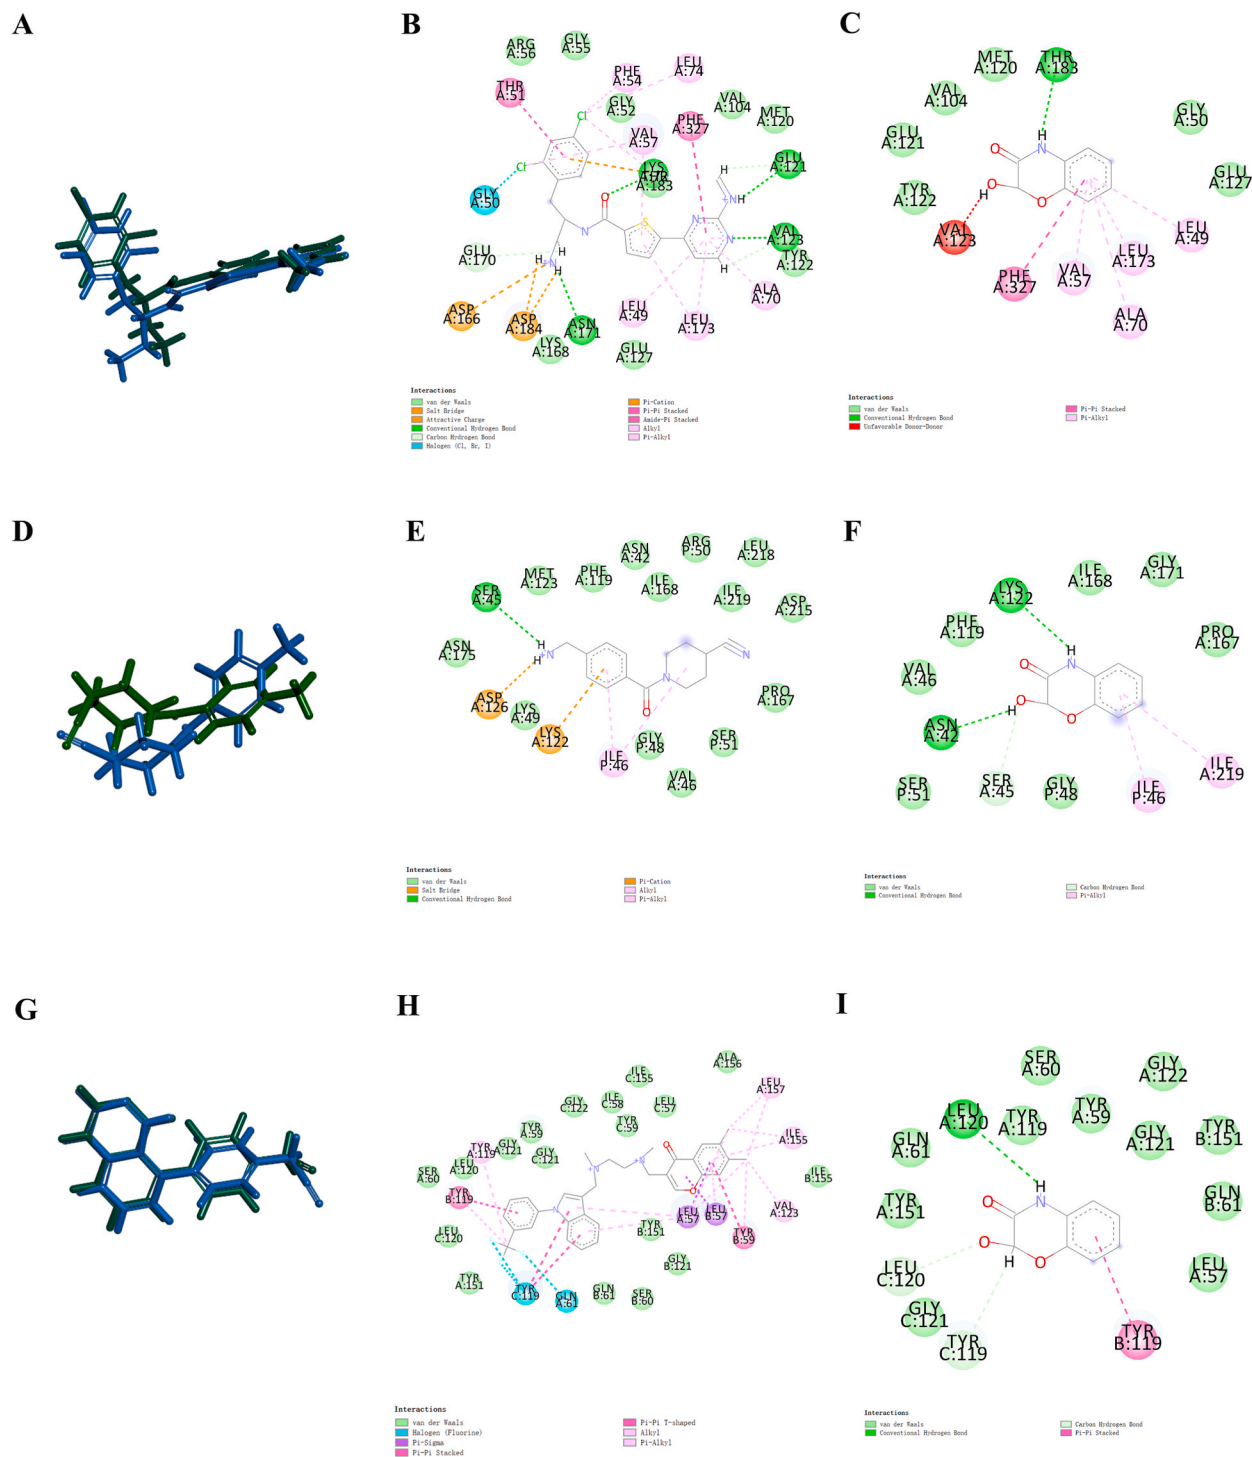 A
B
C
ARG
A:56
GLY
A:55
THR
A:51
PHE
A:54
LEU
A:74
GLY
A:52
VAL
A:57
VAL
A:104
PHE
A:327
MET
A:120
Cl
Cl
GLU
A:121
A:183
GLY
A:50
H
N
H
O
N
S
N
N
VAL
A:123
TYR
A:122
H
GLU
A:170
H
N
H
ASP
A:166
ASP
A:184
ASN
A:171
LYS
A:168
LEU
A:49
GLU
A:127
LEU
A:173
ALA
A:70
Interactions
van der Waals
Salt Bridge
Attractive Charge
Conventional Hydrogen Bond
Carbon Hydrogen Bond
Halogen (Cl, Br, I)
Pi-Cation
Pi-Pi Stacked
Amide-Pi Stacked
Alkyl
Pi-Alkyl
MET
A:120
THR
A:183
VAL
A:104
GLY
A:50
GLU
A:121
GLU
A:127
TYR
A:122
H
N
O
H
O
O
VAL
A:123
PHE
A:327
VAL
A:57
LEU
A:173
LEU
A:49
ALA
A:70
Interactions
van der Waals
Conventional Hydrogen Bond
Unfavorable Donor-Donor
Pi-Pi Stacked
Pi-Alkyl
D
E
F
SER
A:45
MET
A:123
PHE
A:119
ASN
A:42
ARG
P:50
LEU
A:218
ILE
A:168
ILE
A:219
ASP
A:215
ASN
A:175
H
N
H
N
N
O
ASP
A:126
LYS
A:49
LYS
A:122
ILE
P:46
GLY
P:48
VAL
A:46
SER
P:51
PRO
A:167
Interactions
van der Waals
Salt Bridge
Conventional Hydrogen Bond
Pi-Cation
Alkyl
Pi-Alkyl
LYS
A:122
ILE
A:168
GLY
A:171
PHE
A:119
PRO
A:167
VAL
A:46
H
N
O
H
O
O
ASN
A:42
SER
P:51
SER
A:45
GLY
P:48
ILE
P:46
ILE
A:219
Interactions
van der Waals
Conventional Hydrogen Bond
Carbon Hydrogen Bond
Pi-Alkyl
G
H
I
ALA
A:156
ILE
C:155
LEU
A:157
GLY
C:122
ILE
C:58
LEU
C:57
TYR
A:59
TYR
C:59
ILE
A:155
TYR
A:119
GLY
A:121
GLY
C:121
SER
A:60
LEU
A:120
TYR
B:119
ILE
B:155
VAL
A:123
LEU
A:57
LEU
B:57
TYR
B:59
TYR
B:151
GLY
B:121
LEU
C:120
TYR
A:151
TYR
C:119
GLN
A:61
GLN
B:61
SER
B:60
N
N
N
O
O
Interactions
van der Waals
Halogen (Fluorine)
Pi-Sigma
Pi-Pi Stacked
Pi-Pi T-shaped
Alkyl
Pi-Alkyl
SER
A:60
GLY
A:122
LEU
A:120
TYR
A:119
TYR
A:59
GLN
A:61
GLY
A:121
TYR
B:151
TYR
A:151
GLN
B:61
H
N
O
O
H
O
LEU
C:120
LEU
A:57
GLY
C:121
TYR
C:119
TYR
B:119
Interactions
van der Waals
Conventional Hydrogen Bond
Carbon Hydrogen Bond
Pi-Pi Stacked